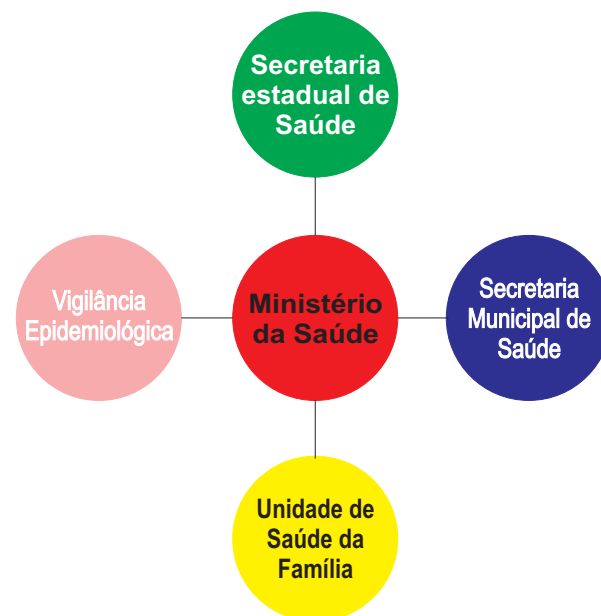 Secretaria
estadual de
Saúde
Vigilância
Epidemiológica
Ministério
da Saúde
Secretaria
Municipal de
Saúde
Unidade de
Saúde da
Família